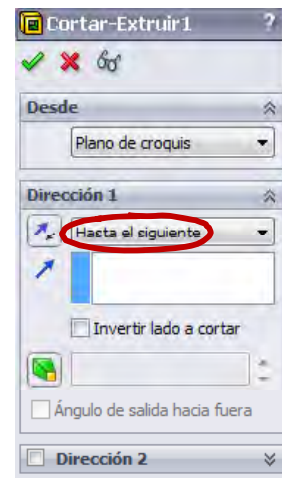 Cortar-Extruir1 ?
Desde
Plano de croquis
Dirección 1
Hasta el siguiente
Invertir lado a cortar
Ángulo de salida hacia fuera
Dirección 2